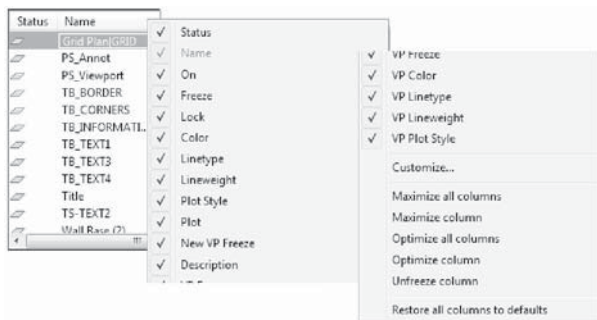 Status Name
Grid Plan|GRID
PS_Annot
PS_Viewport
TB_BORDER
TB_CORNERS
TB_INFORMATI..
TB_TEXT1
TB_TEXT3
TB_TEXT4
Title
TS-TEXT2
Wall Base (2)
Status
Name
On
Freeze
Lock
Color
Linetype
Lineweight
Plot Style
Plot
New VP Freeze
Description
VP Freeze
VP Color
VP Linetype
VP Lineweight
VP Plot Style
Customize...
Maximize all columns
Maximize column
Optimize all columns
Optimize column
Unfreeze column
Restore all columns to defaults